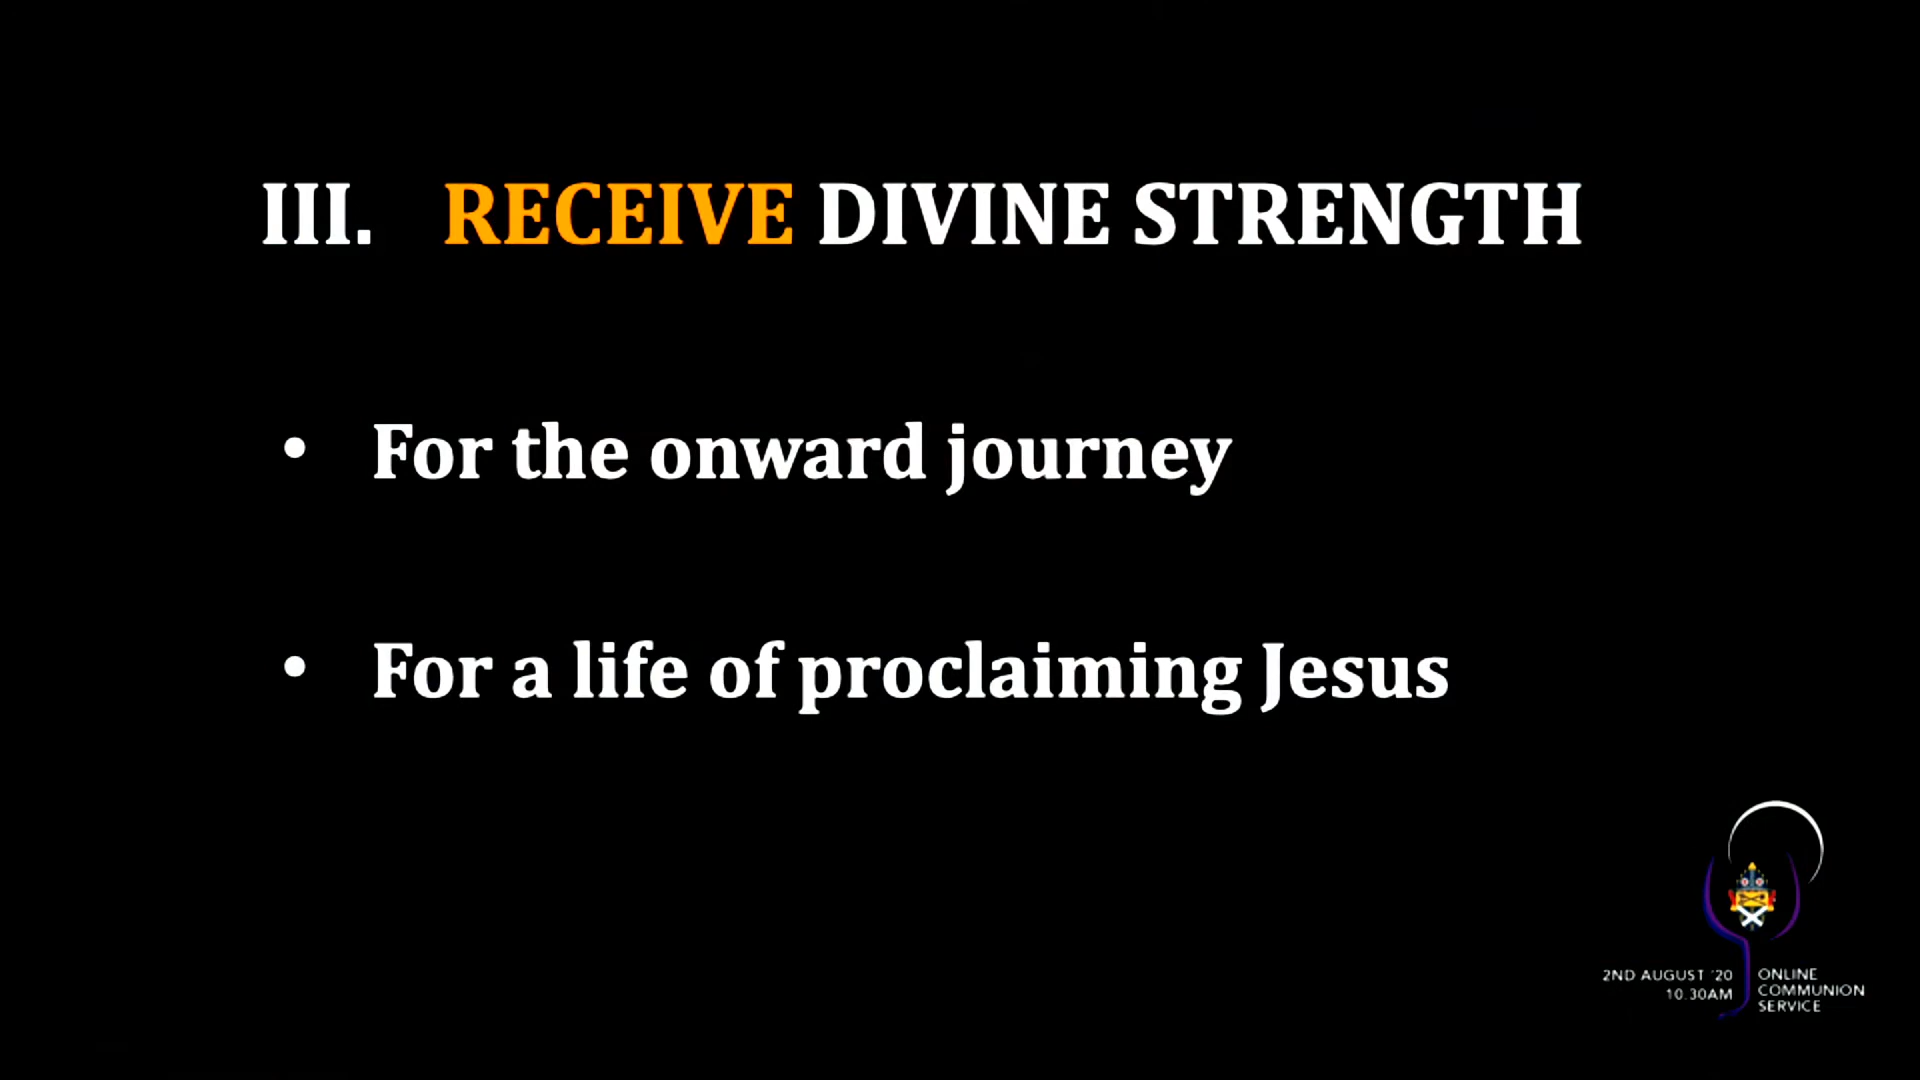 III. RECEIVE DIVINE STRENGTH
• For the onward journey
• For a life of proclaiming Jesus
2ND AUGUST '20
10.30AM
ONLINE
COMMUNION
SERVICE